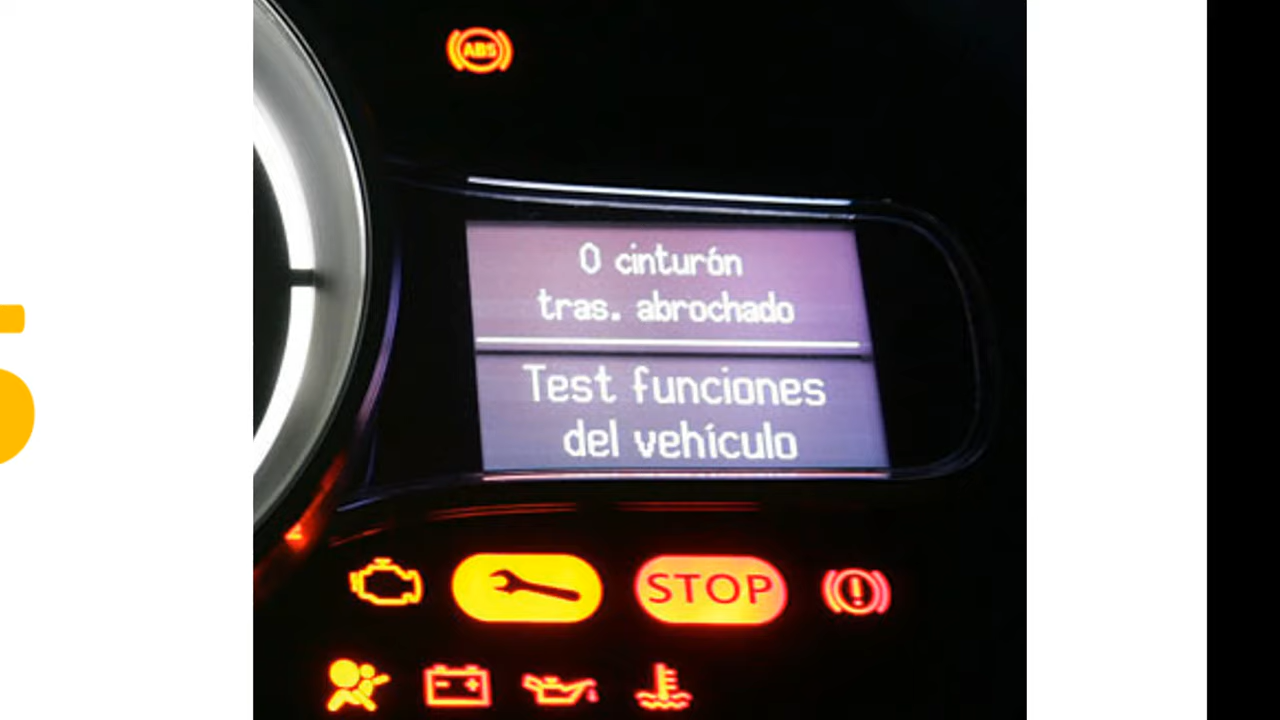 ABS
0 cinturón
tras. abrochado
Test funciones
del vehículo
STOP